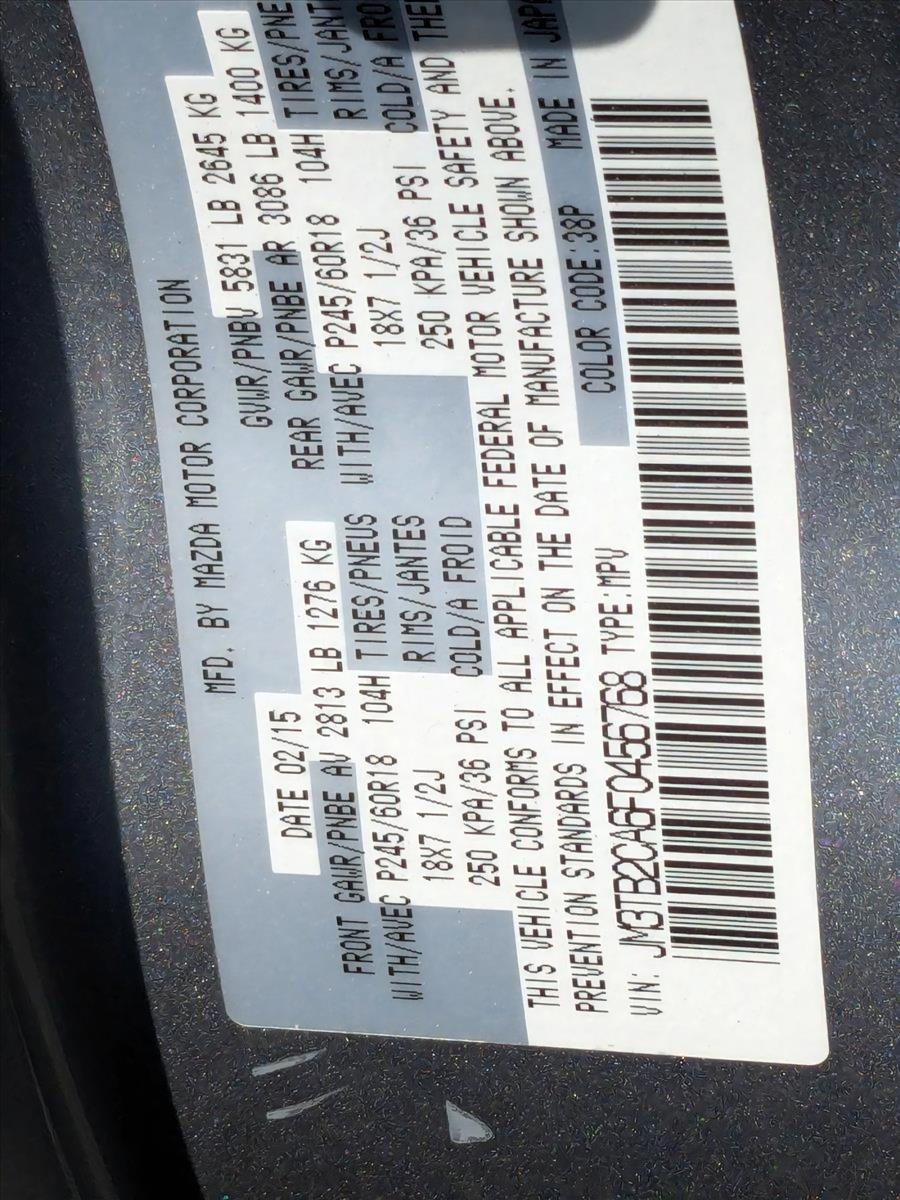 MFD. BY MAZDA MOTOR CORPORATION
DATE 02/15 GVWR/PNBV 5831 LB 2645 KG
FRONT GAWR/PNBE AV 2813 LB 1276 KG REAR GAWR/PNBE AR 3086 LB 1400 KG
WITH/AVEC P245/60R18 104H TIRES/PNEUS WITH/AVEC P245/60R18 104H TIRES/PNE
18X7 1/2J RIMS/JANTES 18X7 1/2J RIMS/JANT
250 KPA/36 PSI COLD/A FROID 250 KPA/36 PSI COLD/A FRO
THIS VEHICLE CONFORMS TO ALL APPLICABLE FEDERAL MOTOR VEHICLE SAFETY AND THE
PREVENTION STANDARDS IN EFFECT ON THE DATE OF MANUFACTURE SHOWN ABOVE.
VIN: JM3TB2CA6F0456768 TYPE:MPV COLOR CODE:38P MADE IN JAP